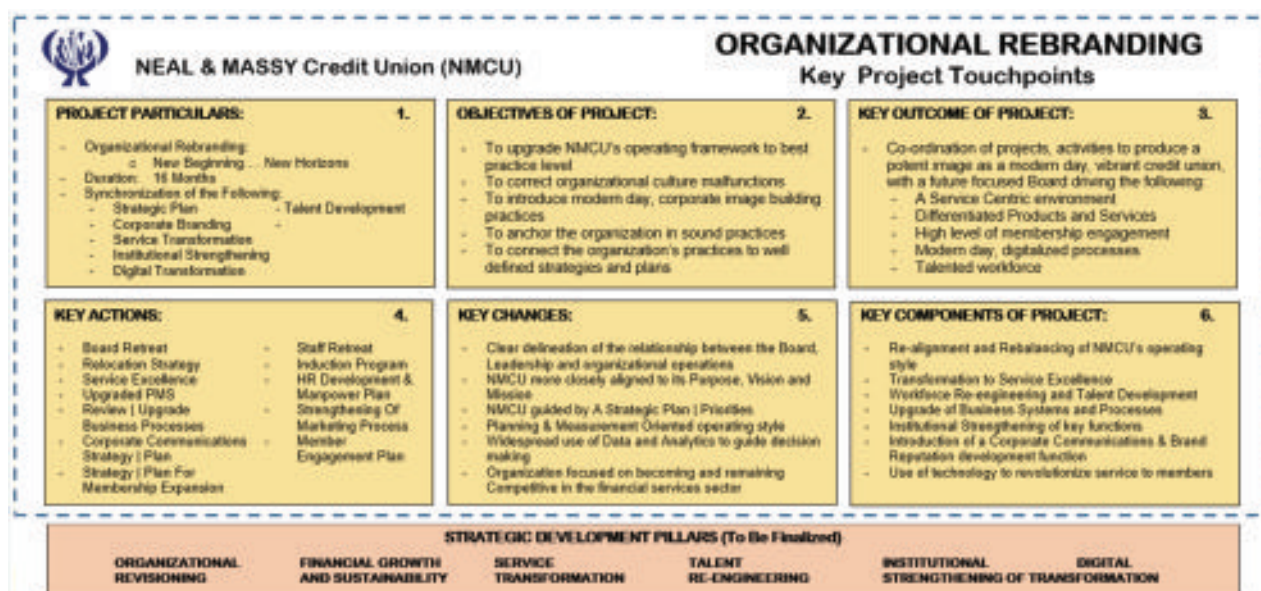 NEAL & MASSY Credit Union (NMCU)
ORGANIZATIONAL REBRANDING
Key Project Touchpoints
PROJECT PARTICULARS: 1.
- Organizational Rebranding:
o New Beginning... New Horizons
- Duration: 16 Months
- Synchronization of the Following:
- Strategic Plan - Talent Development
- Corporate Branding -
- Service Transformation
- Institutional Strengthening
- Digital Transformation
OBJECTIVES OF PROJECT: 2.
- To upgrade NMCU's operating framework to best
practice level
- To correct organizational culture malfunctions
- To introduce modern day, corporate image building
practices
- To anchor the organization in sound practices
- To connect the organization's practices to well
defined strategies and plans
KEY OUTCOME OF PROJECT: 3.
- Co-ordination of projects, activities to produce a
potent image as a modern day, vibrant credit union,
with a future focused Board driving the following:
- A Service Centric environment
- Differentiated Products and Services
- High level of membership engagement
- Modern day, digitalized processes
- Talented workforce
KEY ACTIONS: 4.
- Board Retreat
- Relocation Strategy
- Service Excellence
- Upgraded PMS
- Review | Upgrade
Business Processes
- Corporate Communications
Strategy | Plan
- Strategy | Plan For
Membership Expansion
- Staff Retreat
- Induction Program
- HR Development &
Manpower Plan
- Strengthening Of
Marketing Process
- Member
Engagement Plan
KEY CHANGES: 5.
- Clear delineation of the relationship between the Board,
Leadership and organizational operations
- NMCU more closely aligned to its Purpose, Vision and
Mission
- NMCU guided by A Strategic Plan | Priorities
- Planning & Measurement Oriented operating style
- Widespread use of Data and Analytics to guide decision
making
- Organization focused on becoming and remaining
Competitive in the financial services sector
KEY COMPONENTS OF PROJECT: 6.
- Re-alignment and Rebalancing of NMCU's operating
style
- Transformation to Service Excellence
- Workforce Re-engineering and Talent Development
- Upgrade of Business Systems and Processes
- Institutional Strengthening of key functions
- Introduction of a Corporate Communications & Brand
Reputation development function
- Use of technology to revolutionize service to members
STRATEGIC DEVELOPMENT PILLARS (To Be Finalized)
ORGANIZATIONAL FINANCIAL GROWTH SERVICE TALENT INSTITUTIONAL DIGITAL
REVISIONING AND SUSTAINABILITY TRANSFORMATION RE-ENGINEERING STRENGTHENING OF TRANSFORMATION